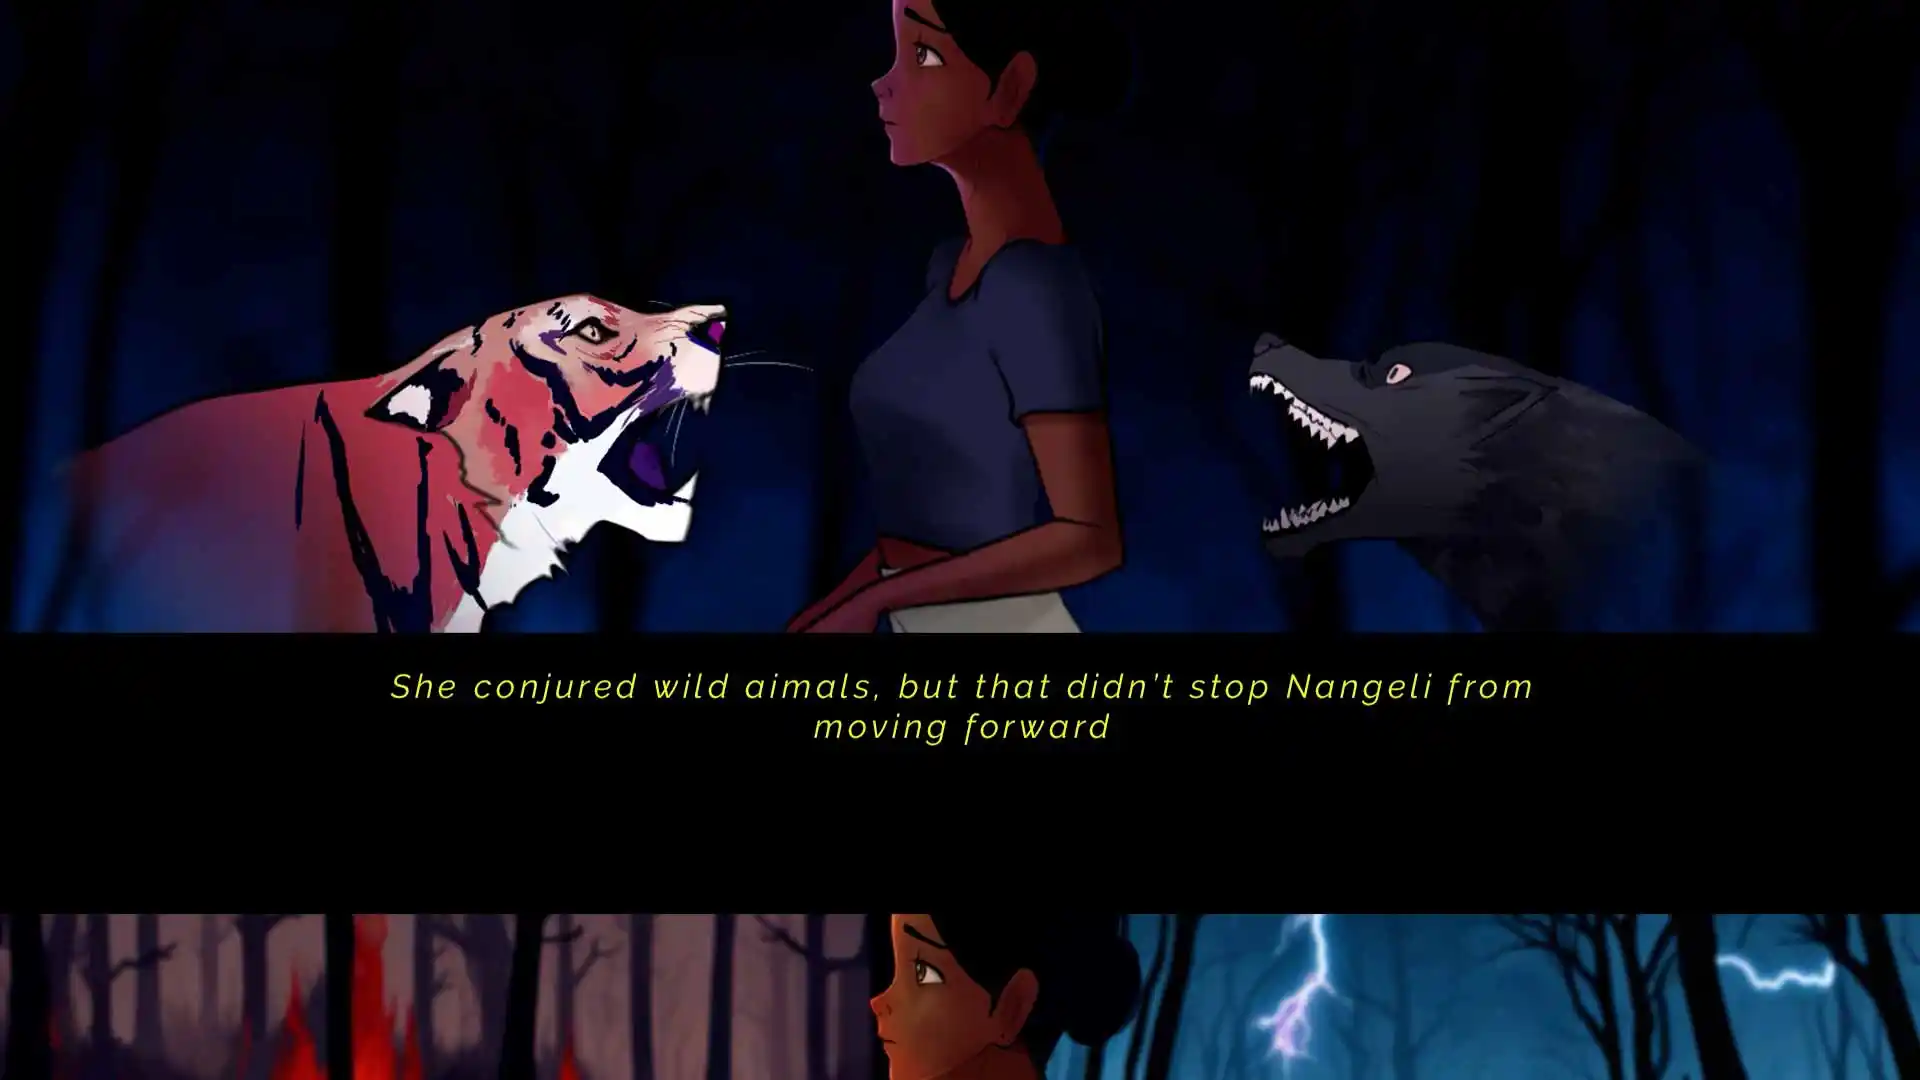 She conjured wild aimals, but that didn't stop Nangeli from
moving forward